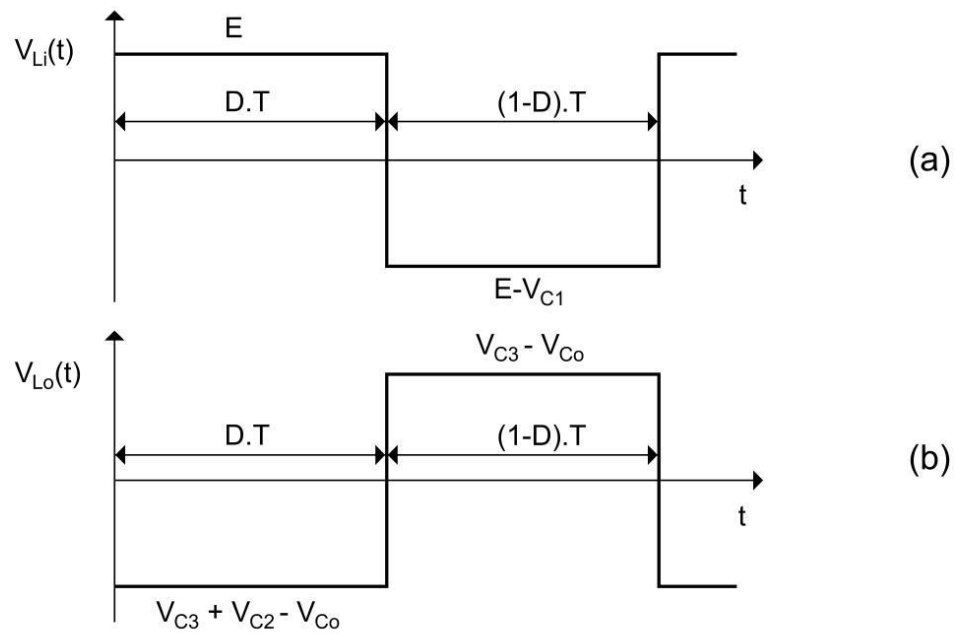 E
V_Li(t)
D.T (1-D).T
(a)
t
E-V_C1
V_C3 - V_Co
V_Lo(t)
D.T (1-D).T
(b)
t
V_C3 + V_C2 - V_Co